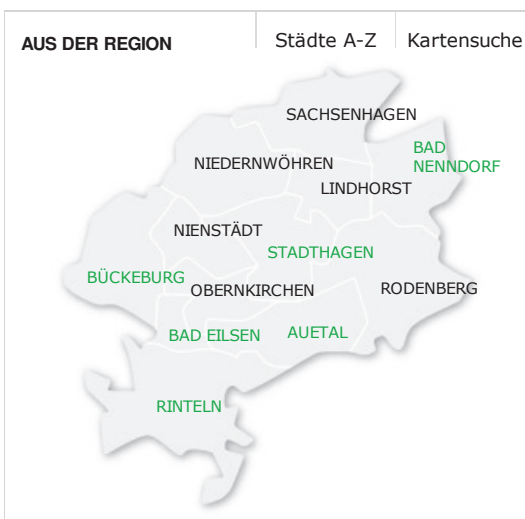 AUS DER REGION
Städte A-Z
Kartensuche
SACHSENHAGEN
BAD
NENNDORF
NIEDERNWÖHREN
LINDHORST
NIENSTÄDT
STADTHAGEN
BÜCKEBURG
OBERNKIRCHEN
RODENBERG
BAD EILSEN
AUETAL
RINTELN